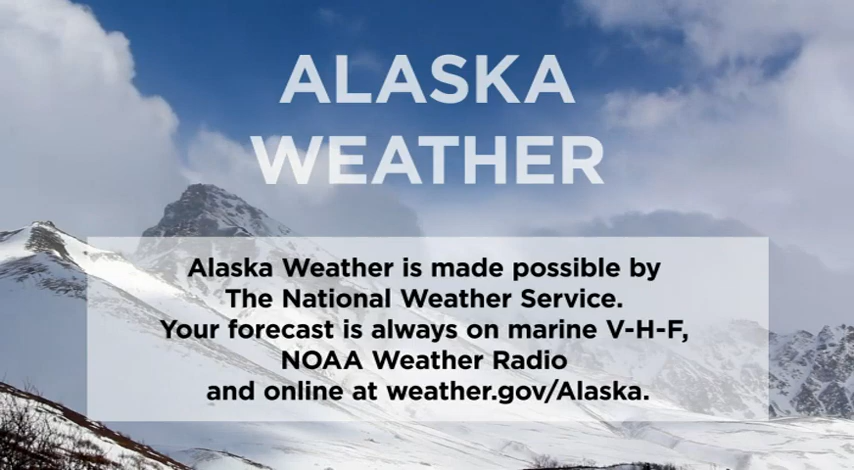 ALASKA
WEATHER
Alaska Weather is made possible by
The National Weather Service.
Your forecast is always on marine V-H-F,
NOAA Weather Radio
and online at weather.gov/Alaska.